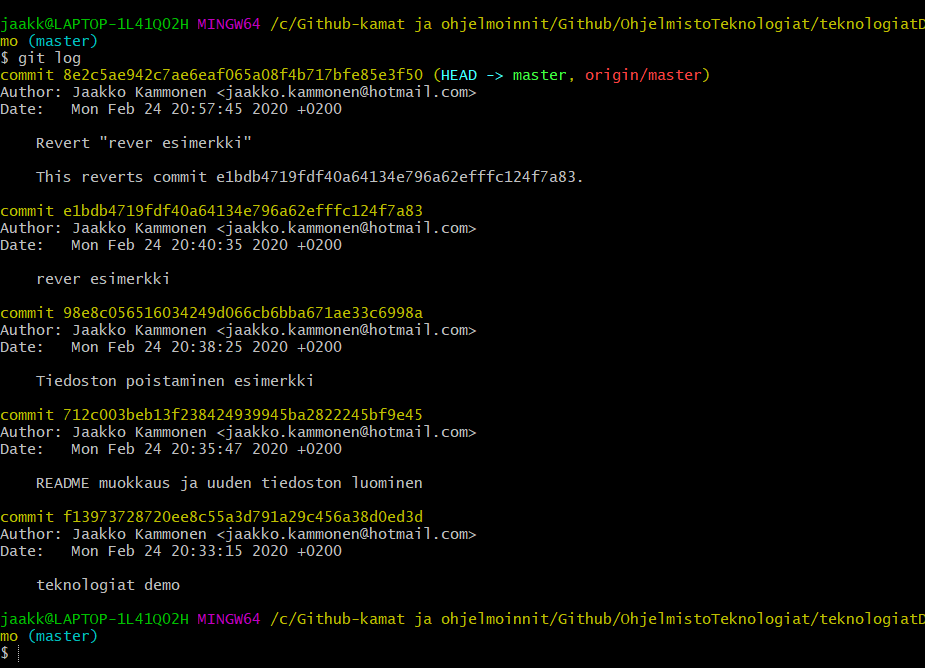 jaakk@LAPTOP-1L41QO2H MINGW64 /c/Github-kamat ja ohjelmoinnit/Github/OhjelmistoTeknologiat/teknologiatD
mo (master)
$ git log
commit 8e2c5ae942c7ae6eaf065a08f4b717bfe85e3f50 (HEAD -> master, origin/master)
Author: Jaakko Kammonen <jaakko.kammonen@hotmail.com>
Date:   Mon Feb 24 20:57:45 2020 +0200
Revert "rever esimerkki"
This reverts commit e1bdb4719fdf40a64134e796a62efffc124f7a83.
commit e1bdb4719fdf40a64134e796a62efffc124f7a83
Author: Jaakko Kammonen <jaakko.kammonen@hotmail.com>
Date:   Mon Feb 24 20:40:35 2020 +0200
rever esimerkki
commit 98e8c056516034249d066cb6bba671ae33c6998a
Author: Jaakko Kammonen <jaakko.kammonen@hotmail.com>
Date:   Mon Feb 24 20:38:25 2020 +0200
Tiedoston poistaminen esimerkki
commit 712c003beb13f238424939945ba2822245bf9e45
Author: Jaakko Kammonen <jaakko.kammonen@hotmail.com>
Date:   Mon Feb 24 20:35:47 2020 +0200
README muokkaus ja uuden tiedoston luominen
commit f13973728720ee8c55a3d791a29c456a38d0ed3d
Author: Jaakko Kammonen <jaakko.kammonen@hotmail.com>
Date:   Mon Feb 24 20:33:15 2020 +0200
teknologiat demo
jaakk@LAPTOP-1L41QO2H MINGW64 /c/Github-kamat ja ohjelmoinnit/Github/OhjelmistoTeknologiat/teknologiatD
mo (master)
$